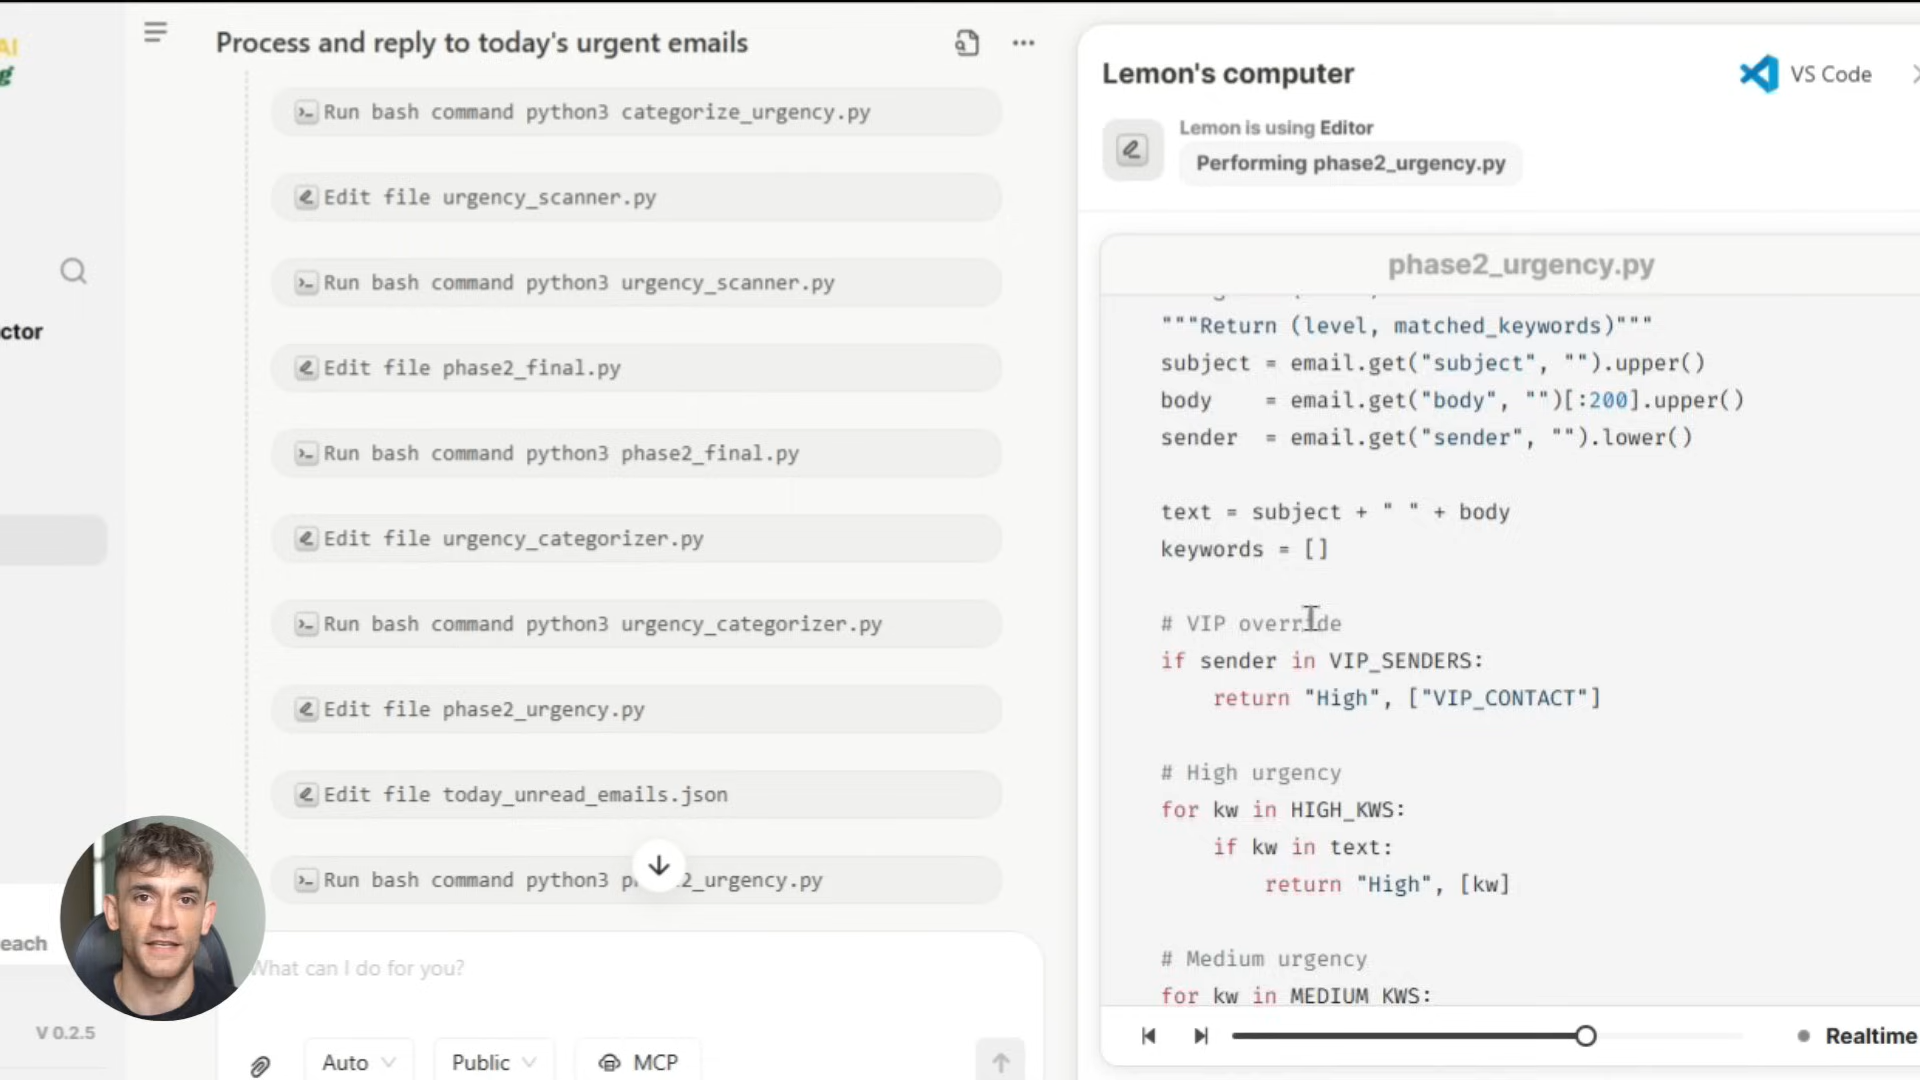 AI
g
ctor
each
V 0.2.5
Process and reply to today's urgent emails
Run bash command python3 categorize_urgency.py
Edit file urgency_scanner.py
Run bash command python3 urgency_scanner.py
Edit file phase2_final.py
Run bash command python3 phase2_final.py
Edit file urgency_categorizer.py
Run bash command python3 urgency_categorizer.py
Edit file phase2_urgency.py
Edit file today_unread_emails.json
Run bash command python3 p 2_urgency.py
What can I do for you?
Auto
Public
MCP
Lemon's computer
VS Code
Lemon is using Editor
Performing phase2_urgency.py
phase2_urgency.py
"""Return (level, matched_keywords)"""
subject = email.get("subject", "").upper()
body    = email.get("body", "")[:200].upper()
sender  = email.get("sender", "").lower()
text = subject + " " + body
keywords = []
# VIP override
if sender in VIP_SENDERS:
    return "High", ["VIP_CONTACT"]
# High urgency
for kw in HIGH_KWS:
    if kw in text:
        return "High", [kw]
# Medium urgency
for kw in MEDIUM_KWS:
Realtime